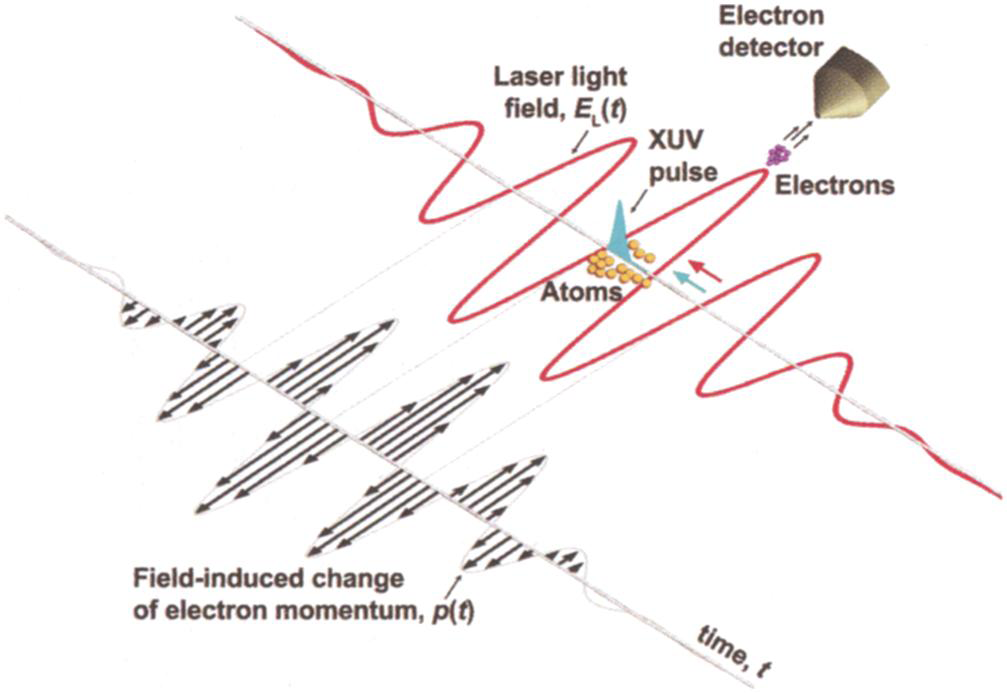 Electron
detector
Laser light
field, E_L(t)
XUV
pulse
Electrons
Atoms
Field-induced change
of electron momentum, p(t)
time, t